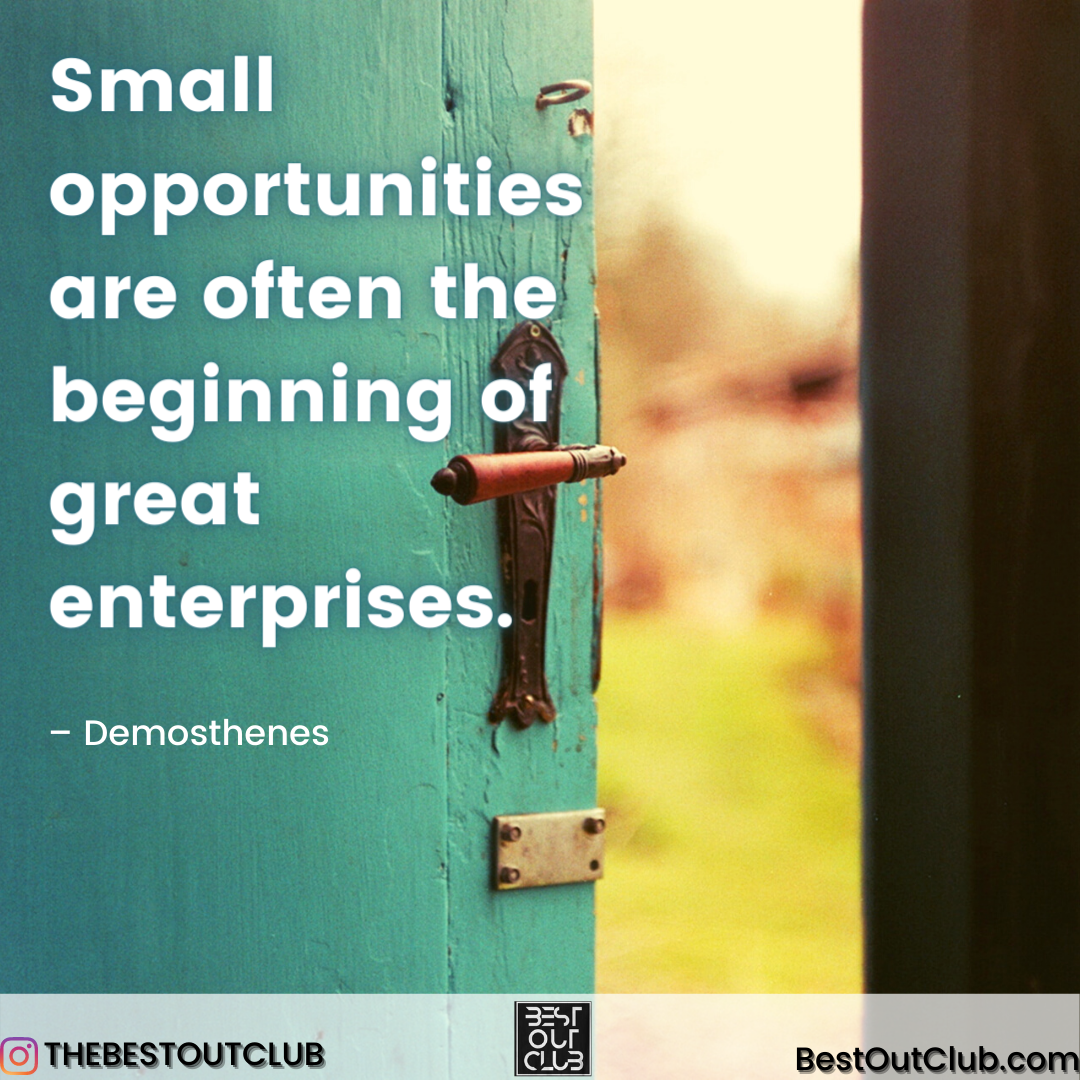 Small
opportunities
are often the
beginning of
great
enterprises.
– Demosthenes
THEBESTOUTCLUB
BEST
OUT
CLUB
BestOutClub.com